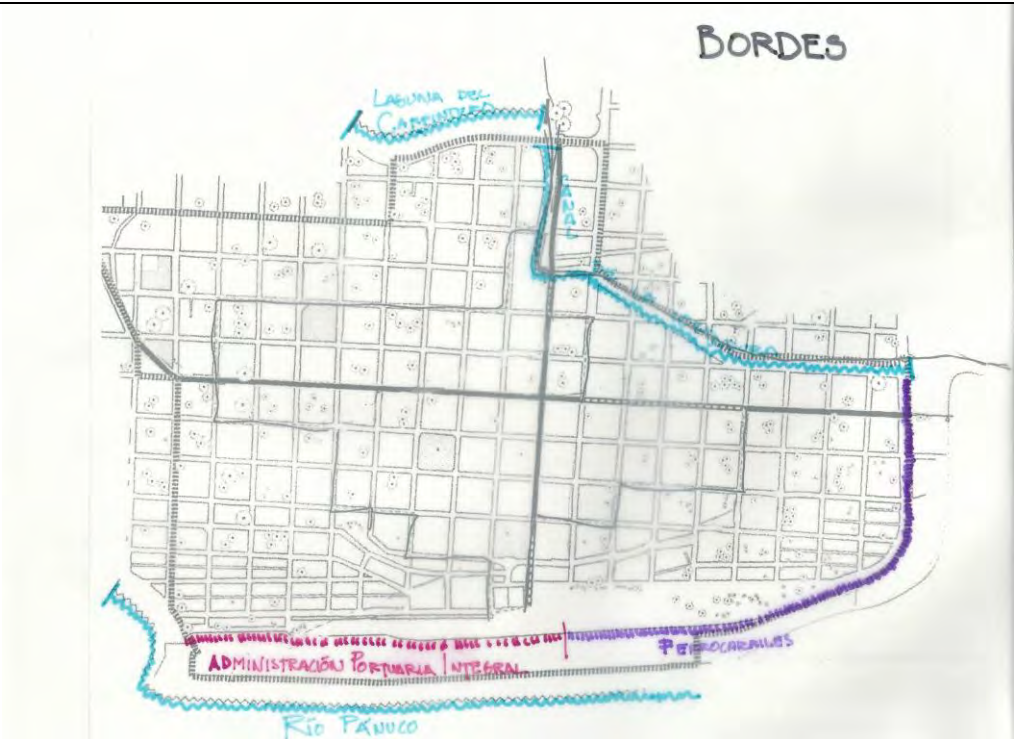 BORDES
LAGUNA DEL
CARPINTERO
CANAL
FERROCARRILES
ADMINISTRACIÓN PORTUARIA INTEGRAL
RÍO PÁNUCO